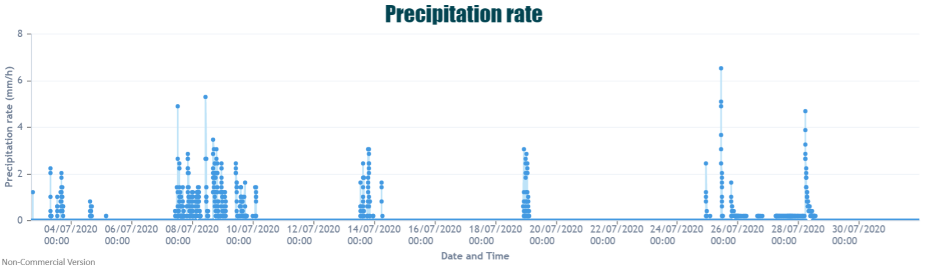 Precipitation rate
Precipitation rate (mm/h)
8
6
4
2
0
04/07/2020 06/07/2020 08/07/2020 10/07/2020 12/07/2020 14/07/2020 16/07/2020 18/07/2020 20/07/2020 22/07/2020 24/07/2020 26/07/2020 28/07/2020 30/07/2020
00:00 00:00 00:00 00:00 00:00 00:00 00:00 00:00 00:00 00:00 00:00 00:00 00:00 00:00
Date and Time
Non-Commercial Version